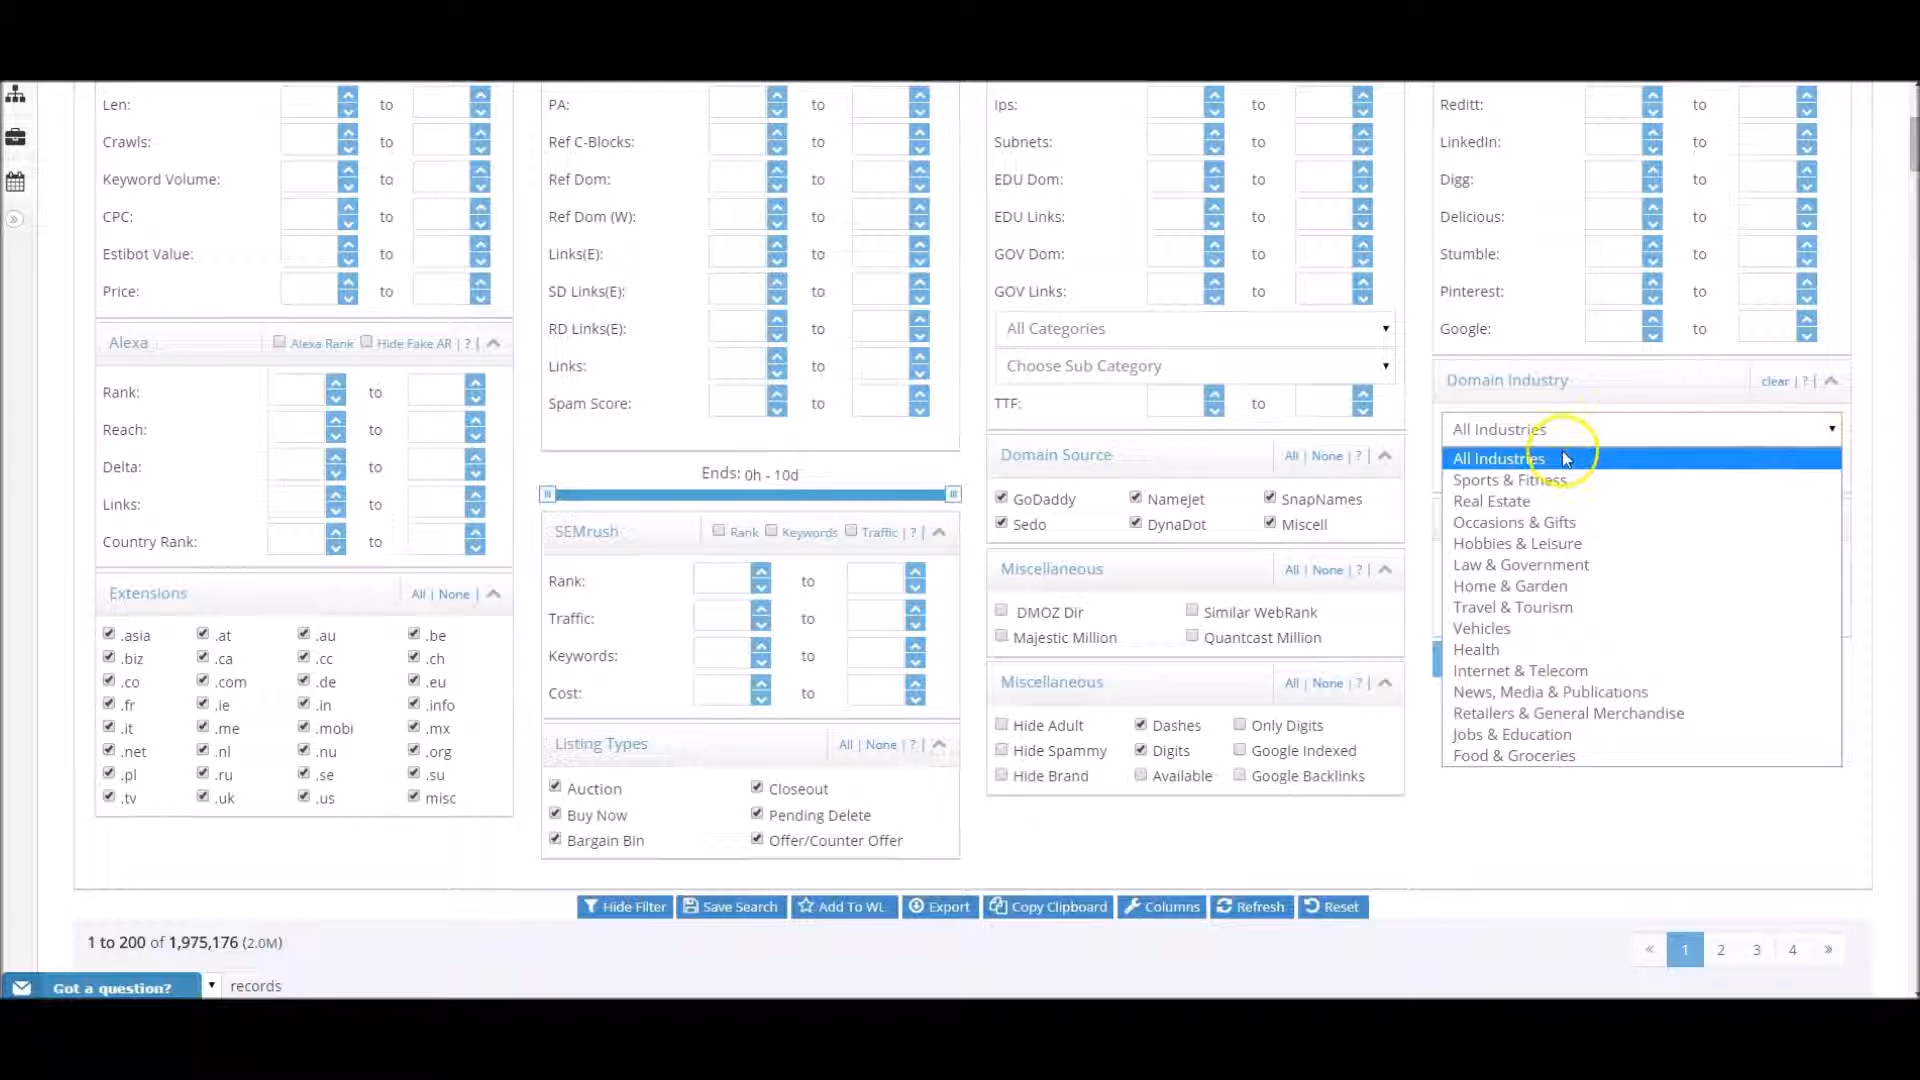 Len: to
Crawls: to
Keyword Volume: to
CPC: to
Estibot Value: to
Price: to
Alexa Alexa Rank Hide Fake AR | ? |
Rank: to
Reach: to
Delta: to
Links: to
Country Rank: to
Extensions All | None |
.asia .at .au .be
.biz .ca .cc .ch
.co .com .de .eu
.fr .ie .in .info
.it .me .mobi .mx
.net .nl .nu .org
.pl .ru .se .su
.tv .uk .us misc
PA: to
Ref C-Blocks: to
Ref Dom: to
Ref Dom (W): to
Links(E): to
SD Links(E): to
RD Links(E): to
Links: to
Spam Score: to
Ends: 0h - 10d
SEMrush Rank Keywords Traffic | ? |
Rank: to
Traffic: to
Keywords: to
Cost: to
Listing Types All | None | ? |
Auction Closeout
Buy Now Pending Delete
Bargain Bin Offer/Counter Offer
Ips: to
Subnets: to
EDU Dom: to
EDU Links: to
GOV Dom: to
GOV Links: to
All Categories
Choose Sub Category
TTF: to
Domain Source All | None | ? |
GoDaddy NameJet SnapNames
Sedo DynaDot Miscell
Miscellaneous All | None | ? |
DMOZ Dir Similar WebRank
Majestic Million Quantcast Million
Miscellaneous All | None | ? |
Hide Adult Dashes Only Digits
Hide Spammy Digits Google Indexed
Hide Brand Available Google Backlinks
Reditt: to
LinkedIn: to
Digg: to
Delicious: to
Stumble: to
Pinterest: to
Google: to
Domain Industry clear | ? |
All Industries
All Industries
Sports & Fitness
Real Estate
Occasions & Gifts
Hobbies & Leisure
Law & Government
Home & Garden
Travel & Tourism
Vehicles
Health
Internet & Telecom
News, Media & Publications
Retailers & General Merchandise
Jobs & Education
Food & Groceries
Hide Filter Save Search Add To WL Export Copy Clipboard Columns Refresh Reset
1 to 200 of 1,975,176 (2.0M)
« 1 2 3 4 »
Got a question? records